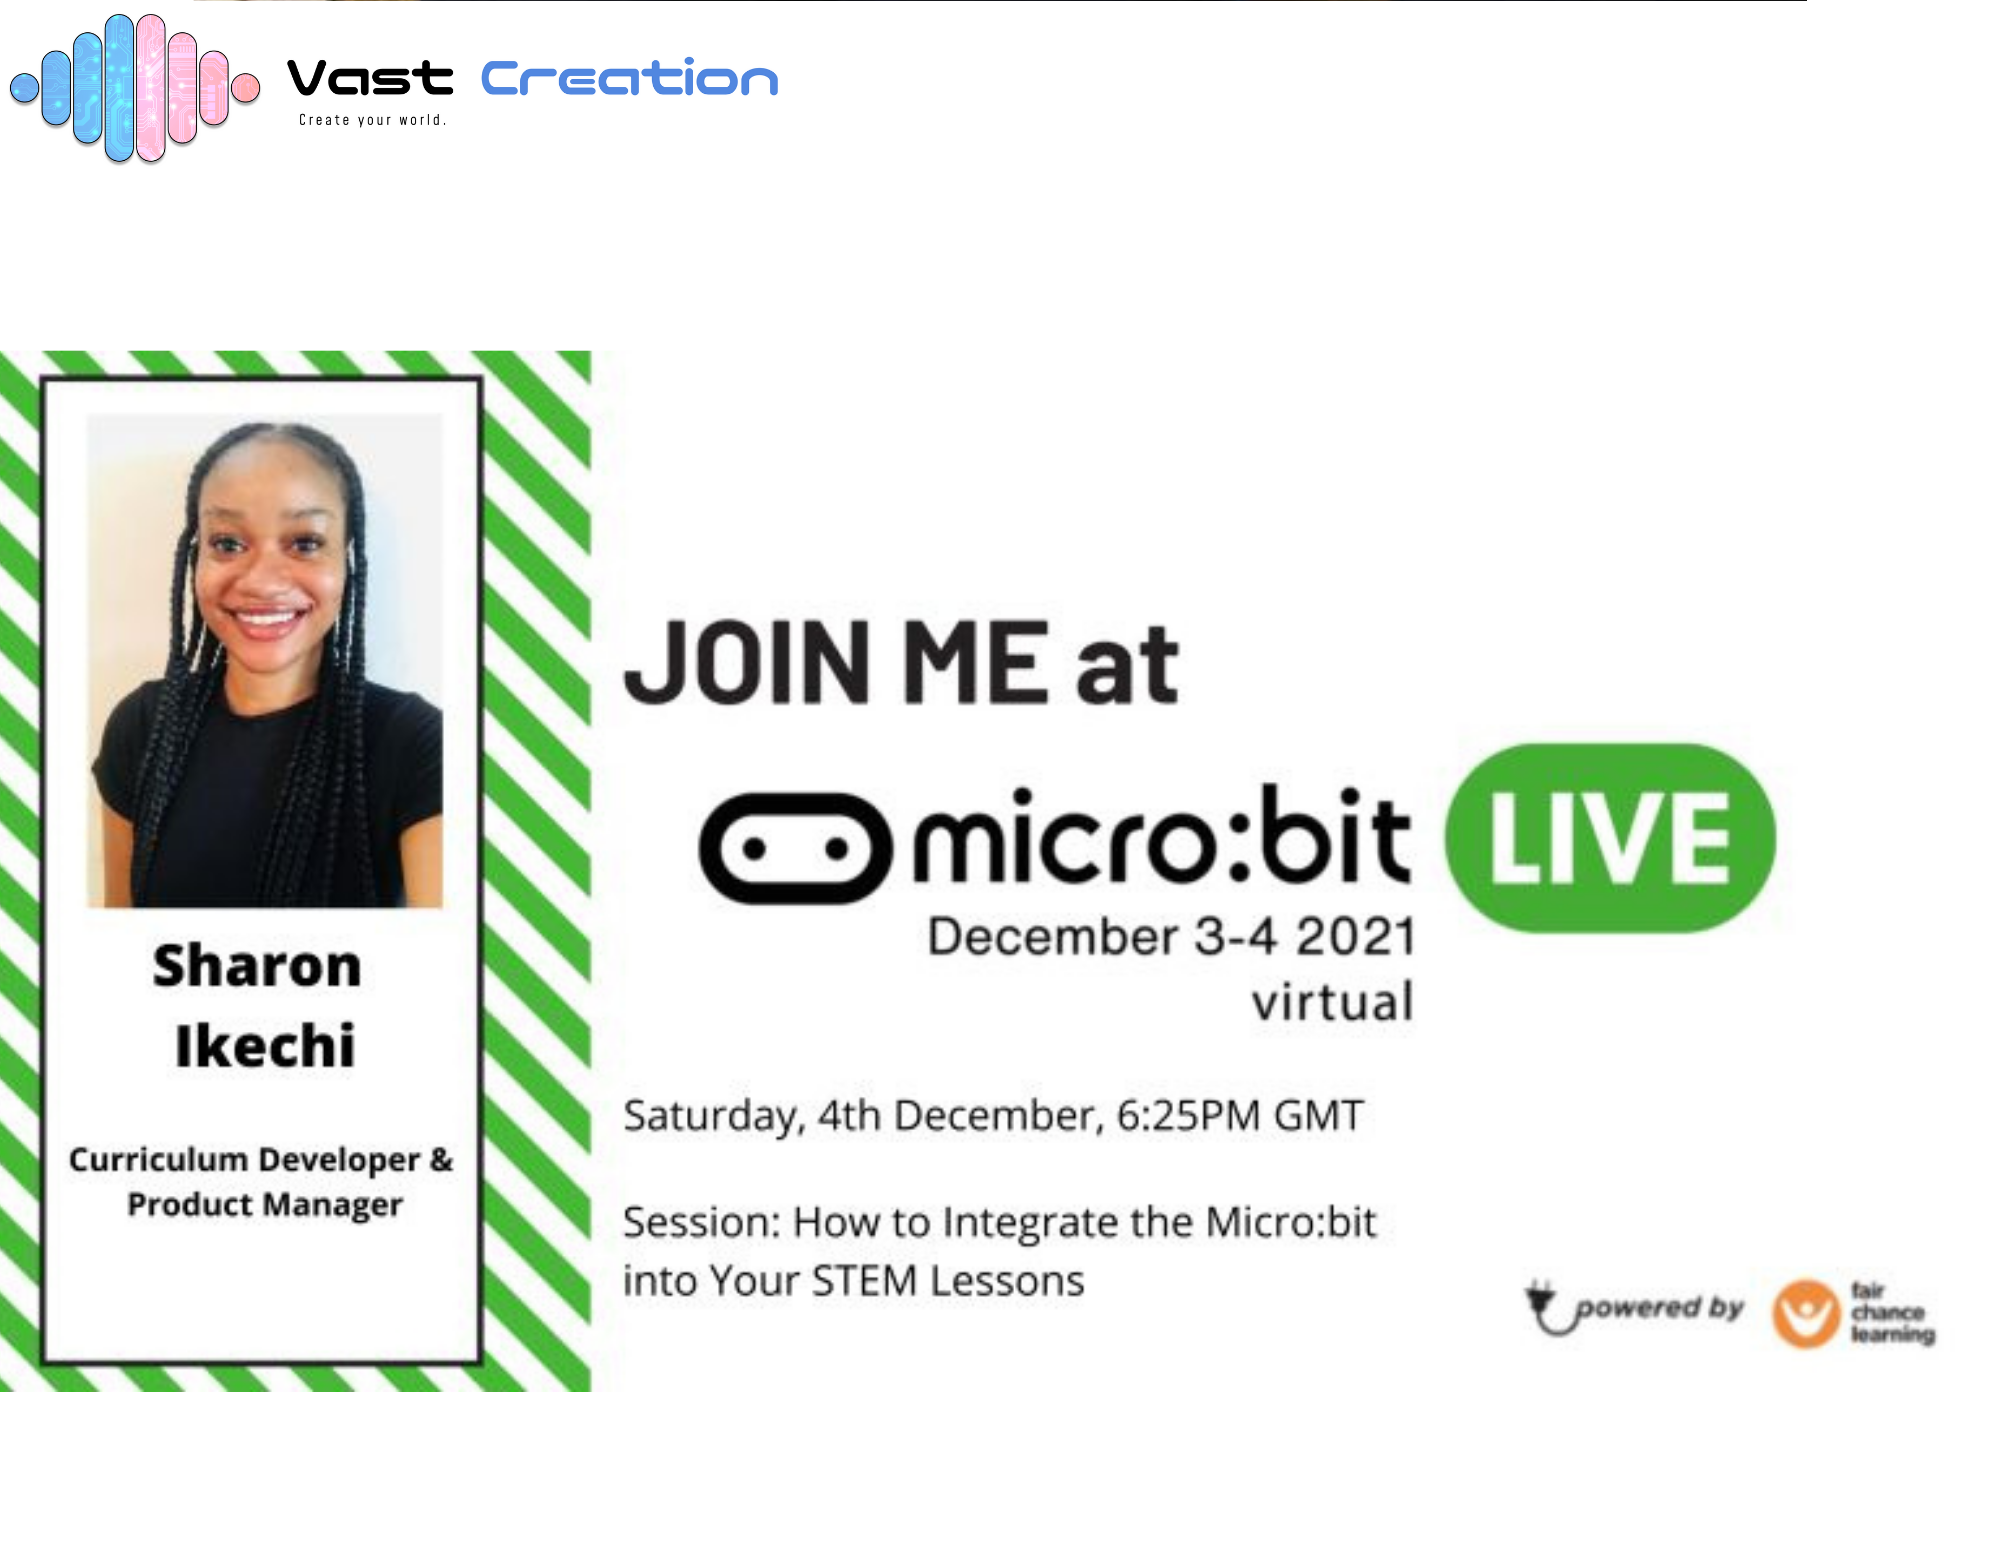 Vast Creation
Create your world.
Sharon
Ikechi
Curriculum Developer &
Product Manager
JOIN ME at
micro:bit LIVE
December 3-4 2021
virtual
Saturday, 4th December, 6:25PM GMT
Session: How to Integrate the Micro:bit
into Your STEM Lessons
powered by
fair
chance
learning